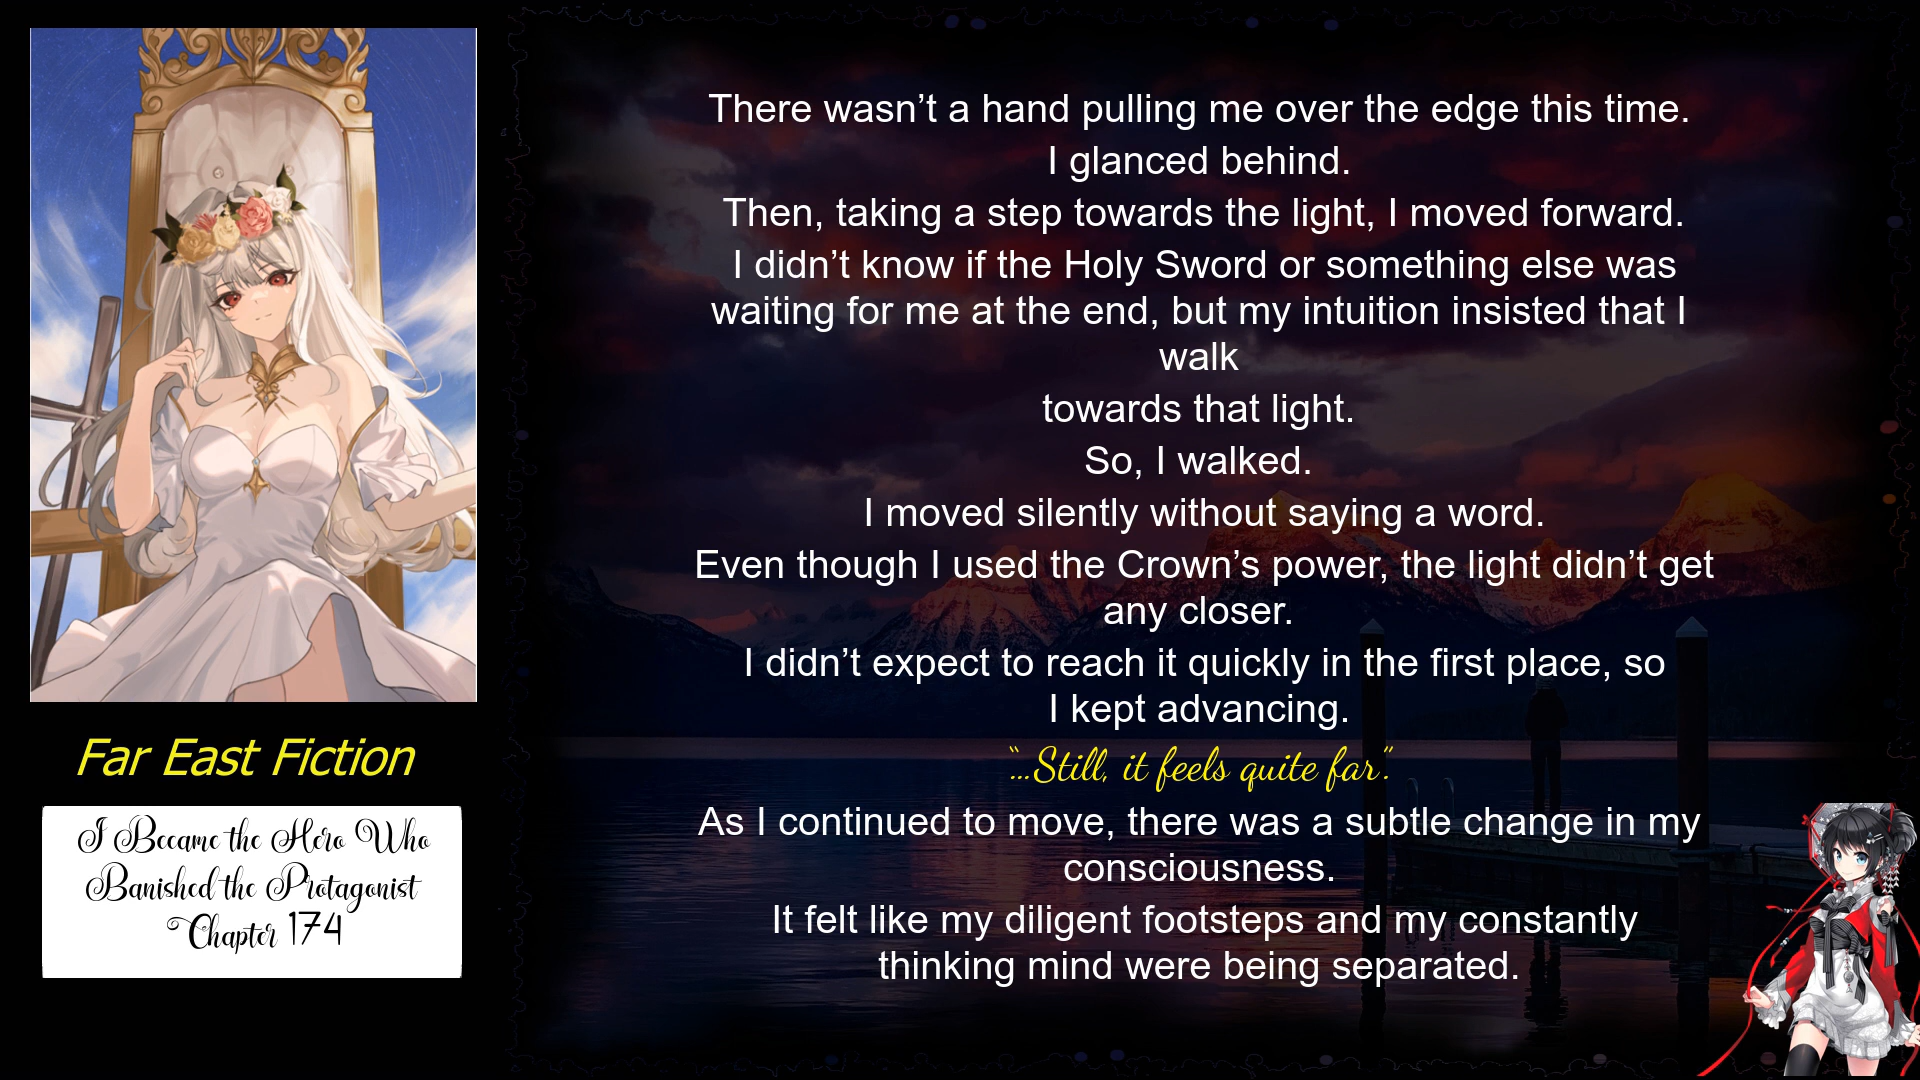 There wasn’t a hand pulling me over the edge this time.
I glanced behind.
Then, taking a step towards the light, I moved forward.
I didn’t know if the Holy Sword or something else was
waiting for me at the end, but my intuition insisted that I
walk
towards that light.
So, I walked.
I moved silently without saying a word.
Even though I used the Crown’s power, the light didn’t get
any closer.
I didn’t expect to reach it quickly in the first place, so
I kept advancing.
“…Still, it feels quite far”.
As I continued to move, there was a subtle change in my
consciousness.
It felt like my diligent footsteps and my constantly
thinking mind were being separated.
Far East Fiction
I Became the Hero Who
Banished the Protagonist
Chapter 174